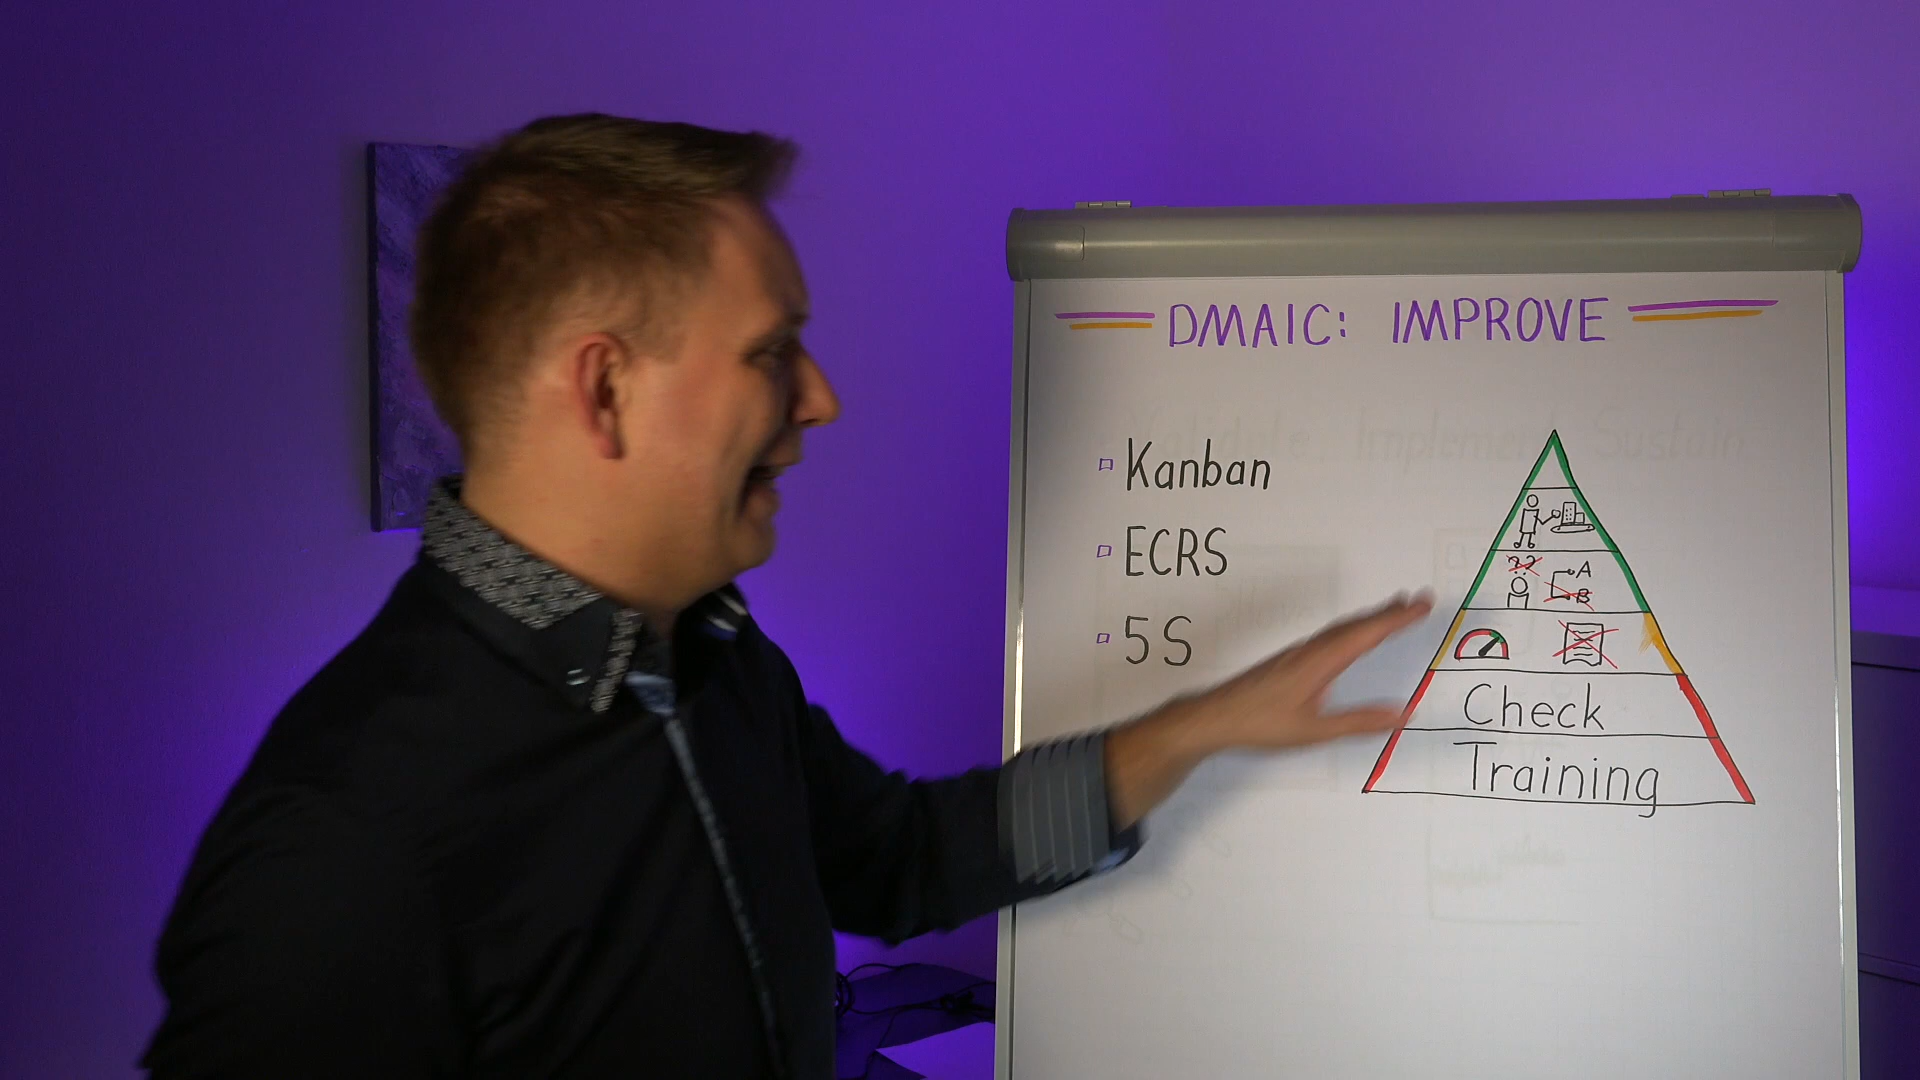 DMAIC: IMPROVE
Kanban
ECRS
5S
??
A
B
Check
Training